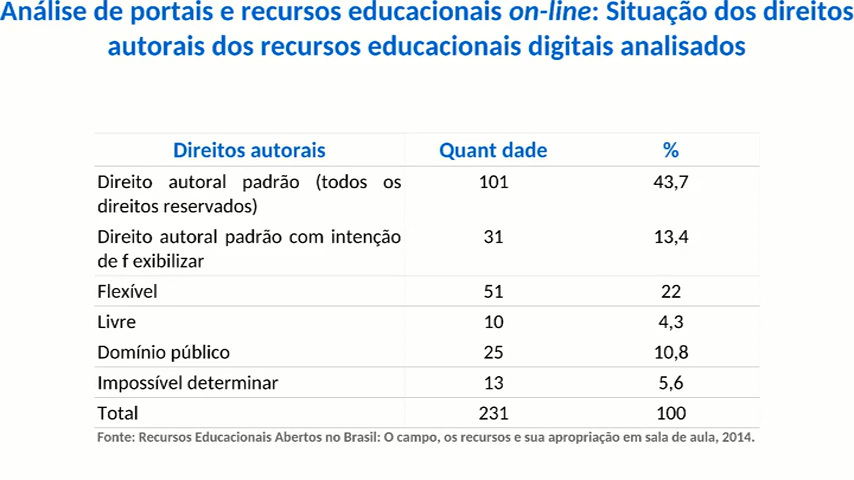 Análise de portais e recursos educacionais on-line: Situação dos direitos
autorais dos recursos educacionais digitais analisados
Direitos autorais Quant dade %
Direito autoral padrão (todos os
direitos reservados) 101 43,7
Direito autoral padrão com intenção
de f exibilizar 31 13,4
Flexível 51 22
Livre 10 4,3
Domínio público 25 10,8
Impossível determinar 13 5,6
Total 231 100
Fonte: Recursos Educacionais Abertos no Brasil: O campo, os recursos e sua apropriação em sala de aula, 2014.